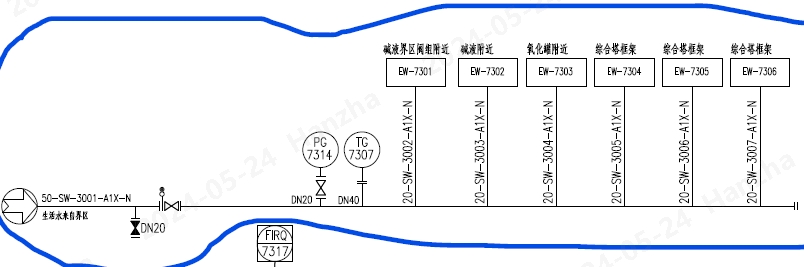 碱液界区阀组附近
碱液附近
氧化罐附近
综合塔框架
综合塔框架
综合塔框架
EW-7301
EW-7302
EW-7303
EW-7304
EW-7305
EW-7306
20-SW-3002-A1X-N
20-SW-3003-A1X-N
20-SW-3004-A1X-N
20-SW-3005-A1X-N
20-SW-3006-A1X-N
20-SW-3007-A1X-N
PG
7314
TG
7307
DN20
DN40
50-SW-3001-A1X-N
生活水来自界区
DN20
FIRQ
7317
2024-05-24 Hanzha